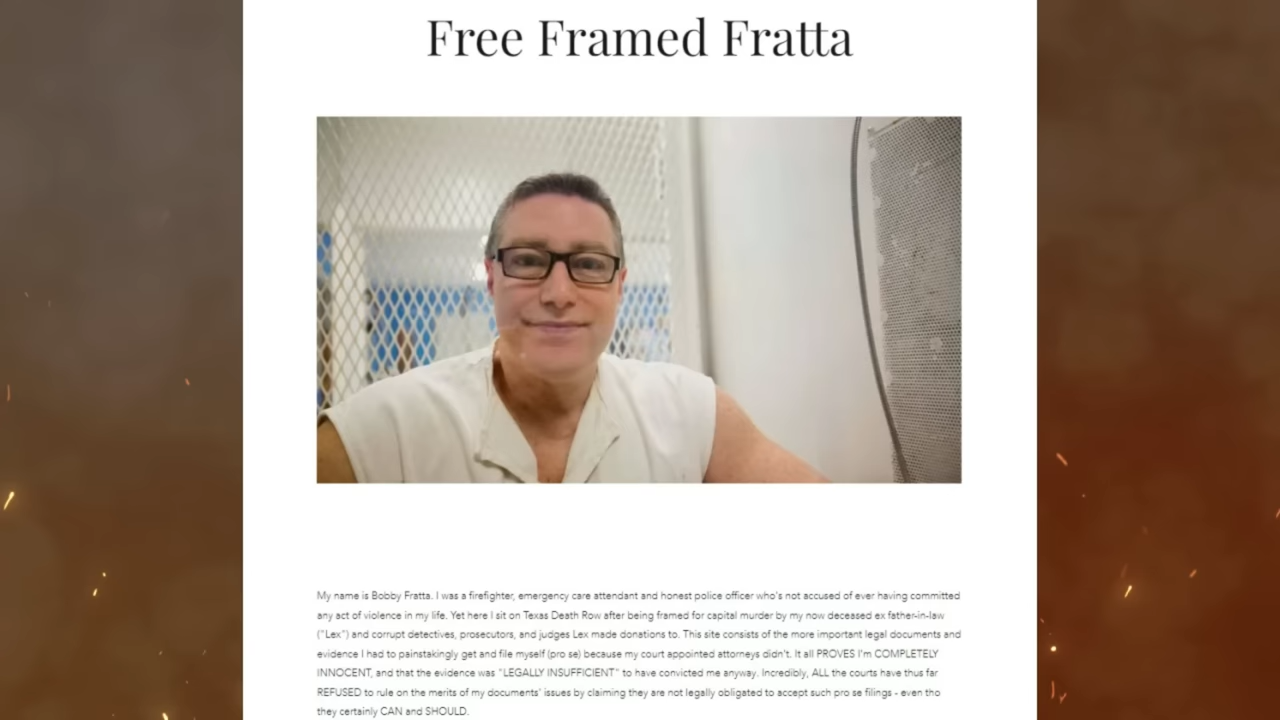 Free Framed Fratta
My name is Bobby Fratta. I was a firefighter, emergency care attendant and honest police officer who's not accused of ever having committed
any act of violence in my life. Yet here I sit on Texas Death Row after being framed for capital murder by my now deceased ex father-in-law
("Lex") and corrupt detectives, prosecutors, and judges Lex made donations to. This site consists of the more important legal documents and
evidence I had to painstakingly get and file myself (pro se) because my court appointed attorneys didn't. It all PROVES I'm COMPLETELY
INNOCENT, and that the evidence was "LEGALLY INSUFFICIENT" to have convicted me anyway. Incredibly, ALL the courts have thus far
REFUSED to rule on the merits of my documents' issues by claiming they are not legally obligated to accept such pro se filings - even tho
they certainly CAN and SHOULD.